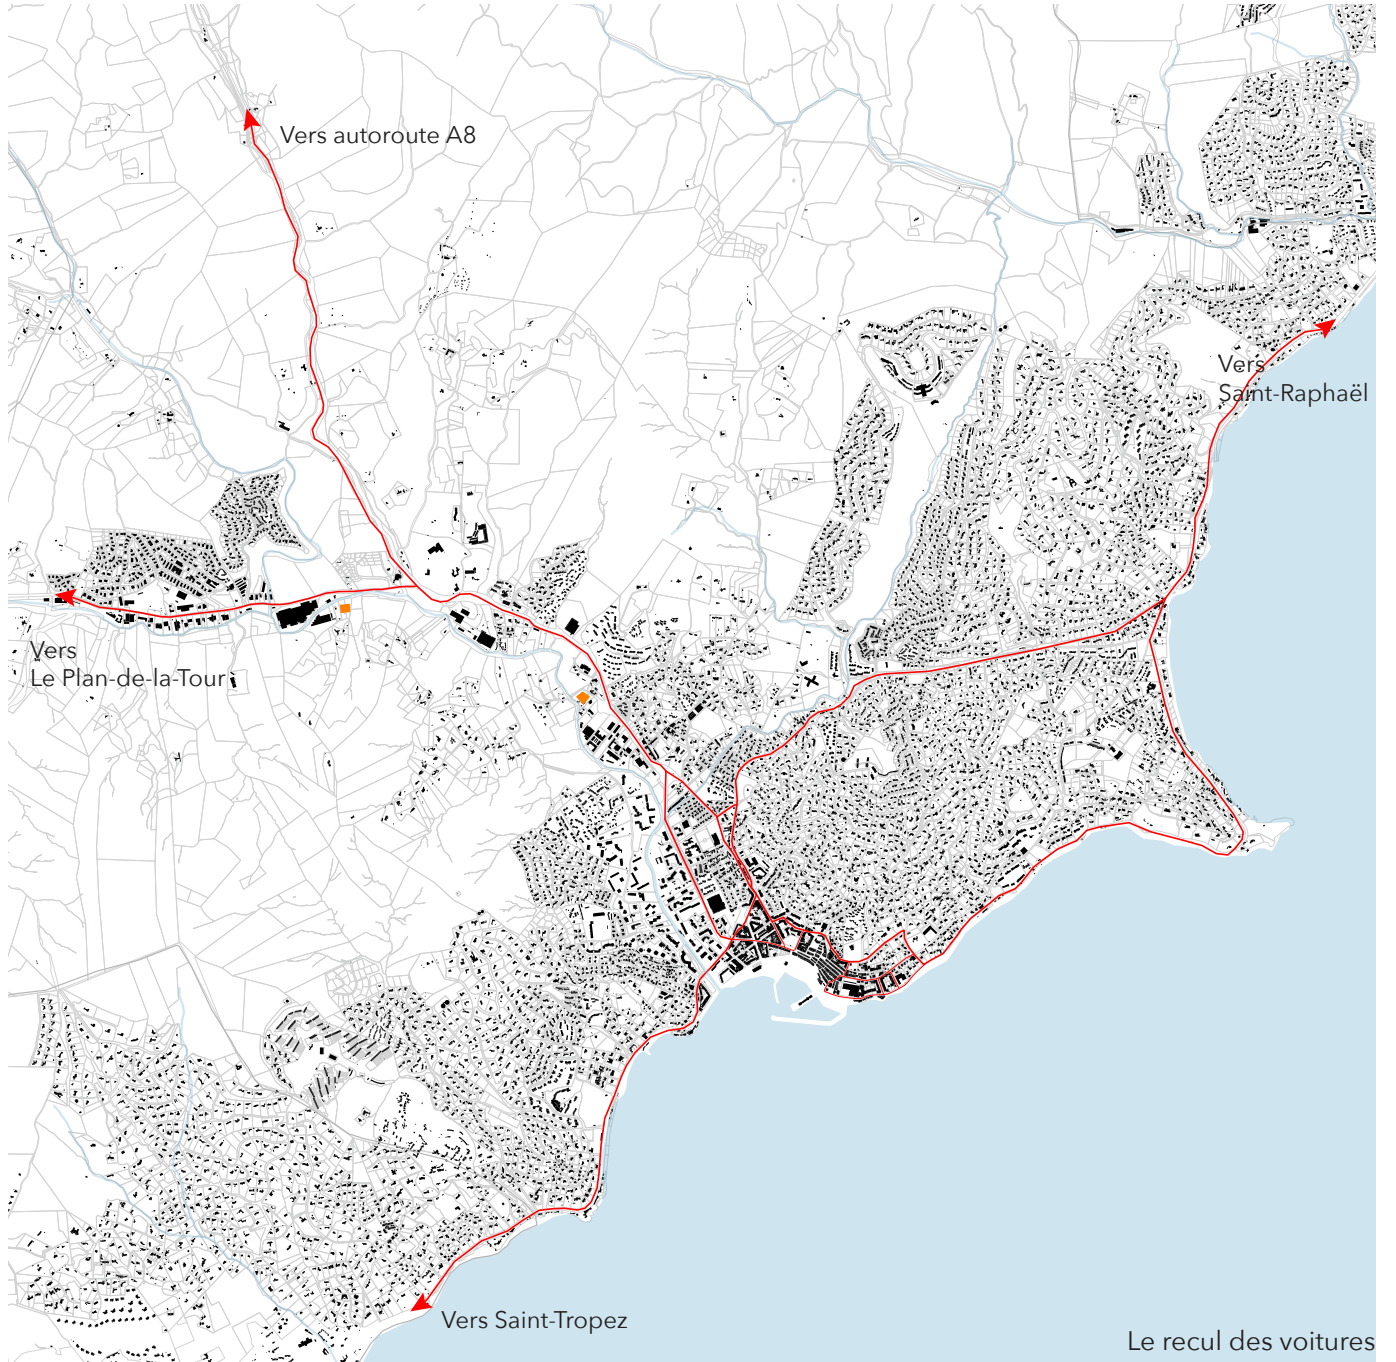 Vers autoroute A8
Vers
Saint-Raphaël
Vers
Le Plan-de-la-Tour
Vers Saint-Tropez
Le recul des voitures